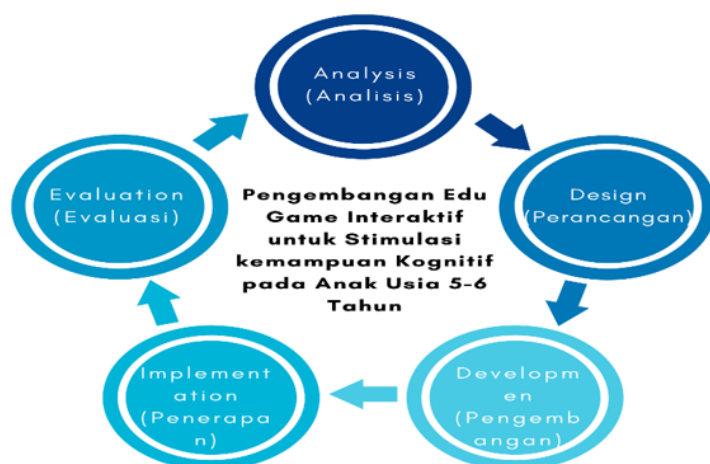 Analysis
(Analisis)
Evaluation
(Evaluasi)
Pengembangan Edu
Game Interaktif
untuk Stimulasi
kemampuan Kognitif
pada Anak Usia 5-6
Tahun
Design
(Perancangan)
Implement
ation
(Penerapa
n)
Developm
en
(Pengemb
angan)